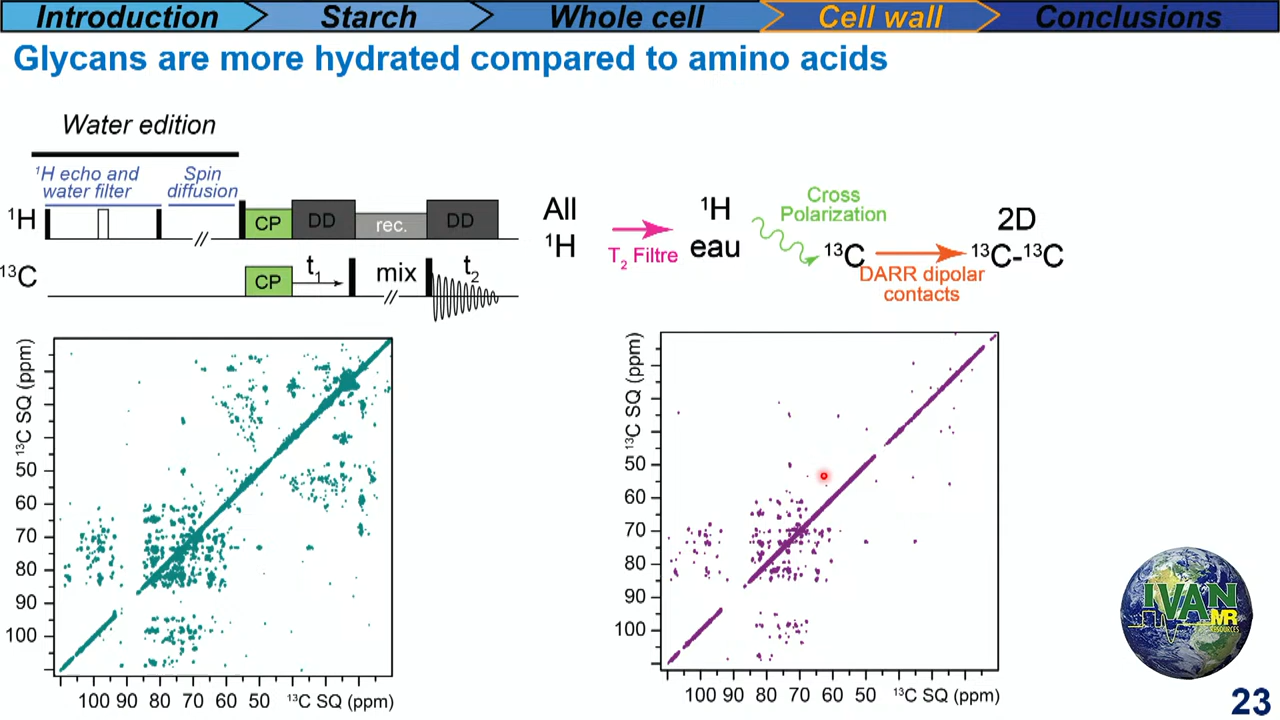 Introduction Starch Whole cell Cell wall Conclusions
Glycans are more hydrated compared to amino acids
Water edition
¹H echo and
water filter
Spin
diffusion
¹H
CP DD rec. DD
¹³C
CP t₁ mix t₂
All
¹H
T₂ Filtre
¹H
eau
Cross
Polarization
¹³C
DARR dipolar
contacts
2D
¹³C-¹³C
¹³C SQ (ppm)
50
60
70
80
90
100
100 90 80 70 60 50 ¹³C SQ (ppm)
¹³C SQ (ppm)
50
60
70
80
90
100
100 90 80 70 60 50 ¹³C SQ (ppm)
IVAN
MR
RESOURCES
23